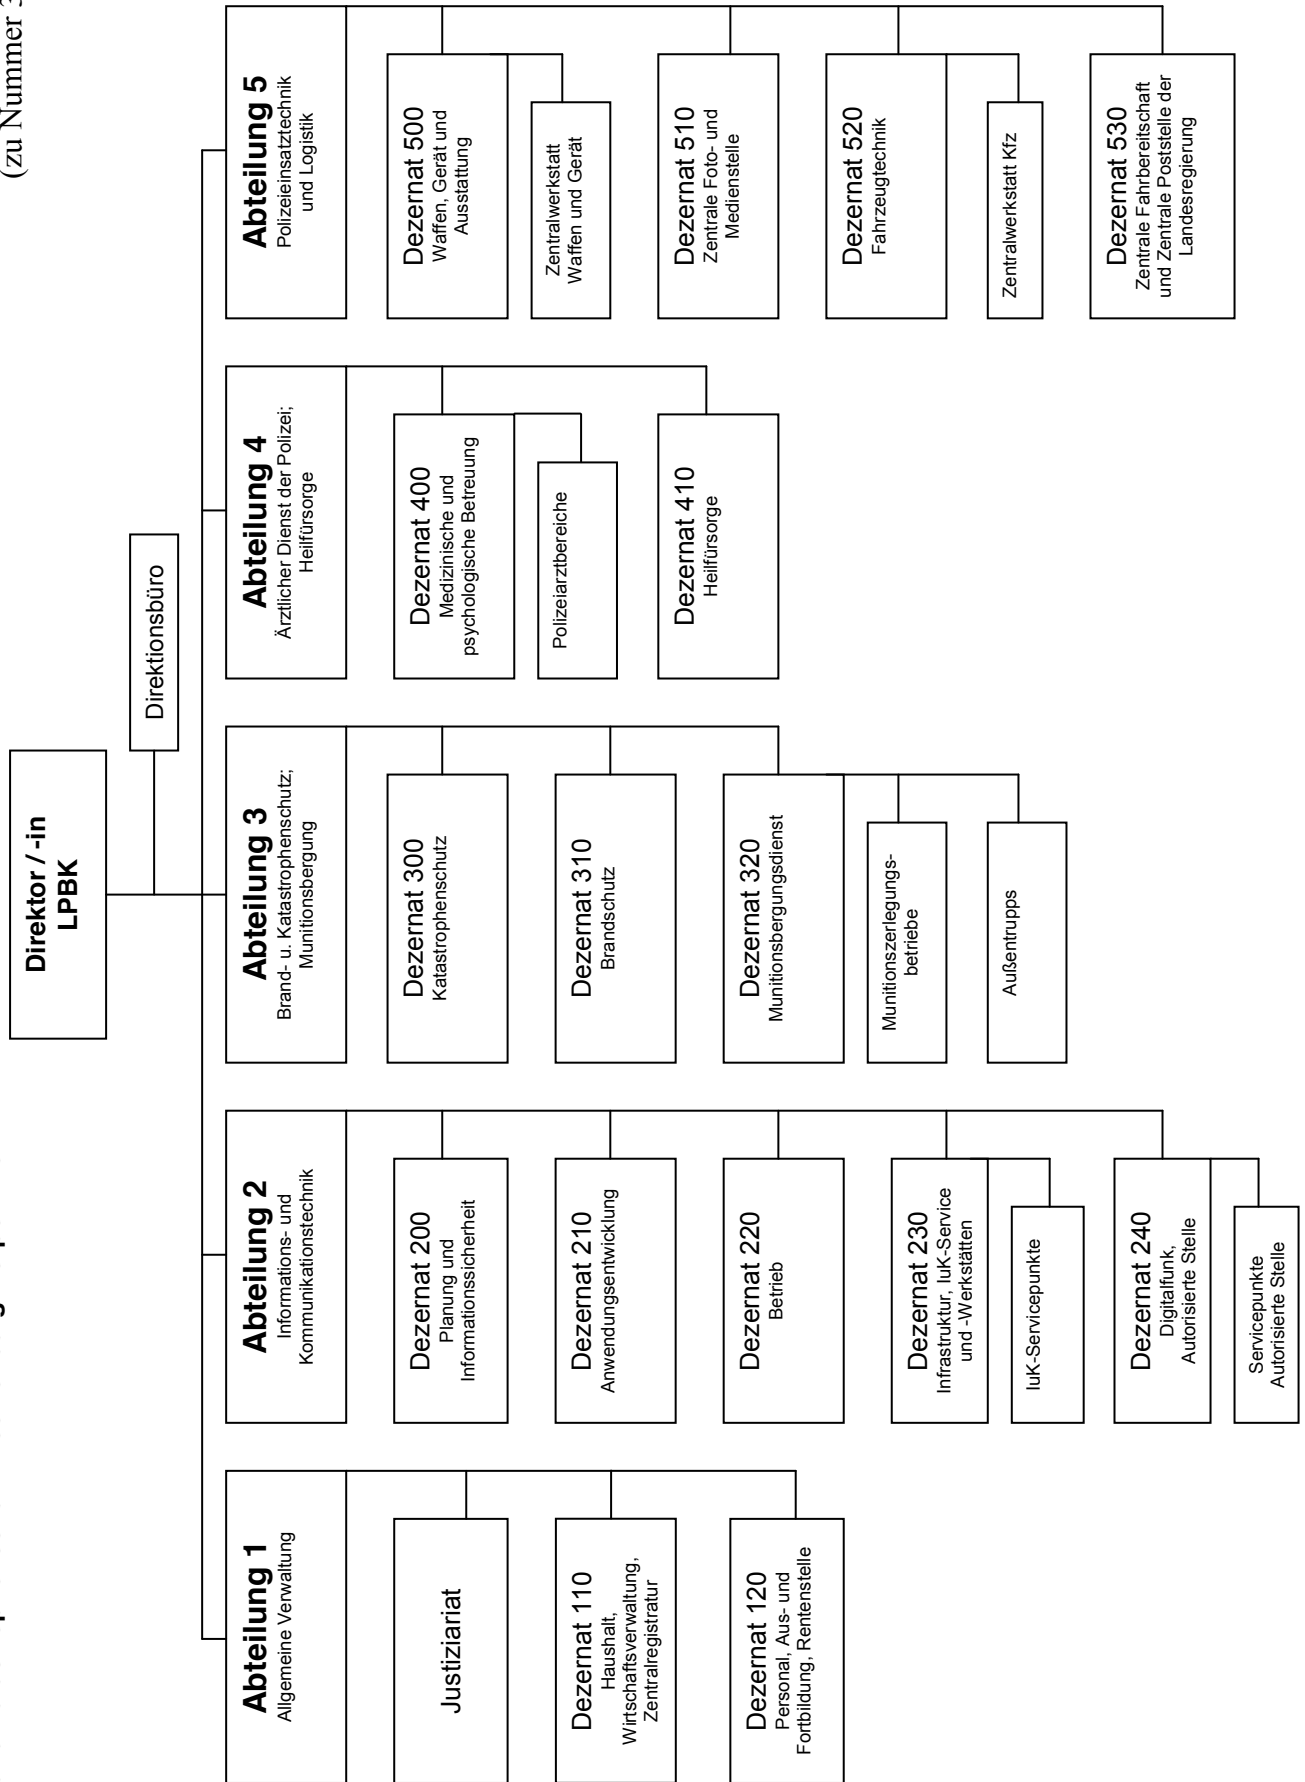 (zu Nummer 3
Direktor / -in
LPBK
Direktionsbüro
Abteilung 1
Allgemeine Verwaltung
Justiziariat
Dezernat 110
Haushalt,
Wirtschaftsverwaltung,
Zentralregistratur
Dezernat 120
Personal, Aus- und
Fortbildung, Rentenstelle
Abteilung 2
Informations- und
Kommunikationstechnik
Dezernat 200
Planung und
Informationssicherheit
Dezernat 210
Anwendungsentwicklung
Dezernat 220
Betrieb
Dezernat 230
Infrastruktur, IuK-Service
und -Werkstätten
IuK-Servicepunkte
Dezernat 240
Digitalfunk,
Autorisierte Stelle
Servicepunkte
Autorisierte Stelle
Abteilung 3
Brand- u. Katastrophenschutz;
Munitionsbergung
Dezernat 300
Katastrophenschutz
Dezernat 310
Brandschutz
Dezernat 320
Munitionsbergungsdienst
Munitionszerlegungs-
betriebe
Außentrupps
Abteilung 4
Ärztlicher Dienst der Polizei;
Heilfürsorge
Dezernat 400
Medizinische und
psychologische Betreuung
Polizeiarztbereiche
Dezernat 410
Heilfürsorge
Abteilung 5
Polizeieinsatztechnik
und Logistik
Dezernat 500
Waffen, Gerät und
Ausstattung
Zentralwerkstatt
Waffen und Gerät
Dezernat 510
Zentrale Foto- und
Medienstelle
Dezernat 520
Fahrzeugtechnik
Zentralwerkstatt Kfz
Dezernat 530
Zentrale Fahrbereitschaft
und Zentrale Poststelle der
Landesregierung